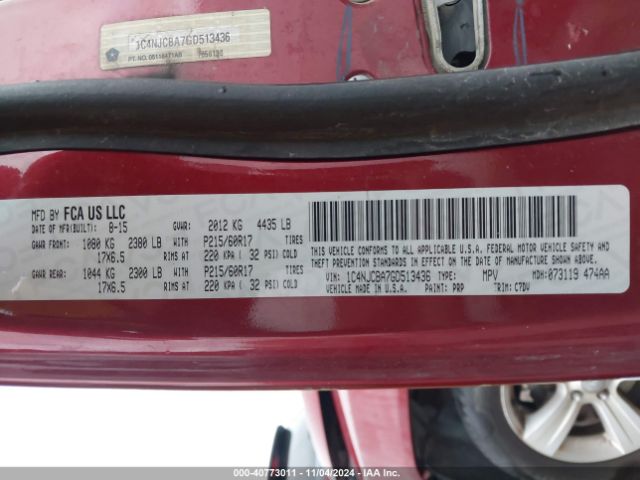 1C4NJCBA7GD513436
PT. NO. 05116471AB
MFD BY FCA US LLC
DATE OF MFR(BUILT): 8-15 GVWR: 2012 KG 4435 LB
GAWR FRONT: 1080 KG 2380 LB WITH P215/60R17 TIRES
17X6.5 RIMS AT 220 KPA ( 32 PSI) COLD
GAWR REAR: 1044 KG 2300 LB WITH P215/60R17 TIRES
17X6.5 RIMS AT 220 KPA ( 32 PSI) COLD
THIS VEHICLE CONFORMS TO ALL APPLICABLE U.S.A. FEDERAL MOTOR VEHICLE SAFETY AND
THEFT PREVENTION STANDARDS IN EFFECT ON THE DATE OF MANUFACTURE SHOWN ABOVE.
VIN: 1C4NJCBA7GD513436 TYPE: MPV MDH:073119 474AA
MADE IN U.S.A. PAINT: PRP TRIM: C7DV
000-40773011 - 11/04/2024 - IAA Inc.